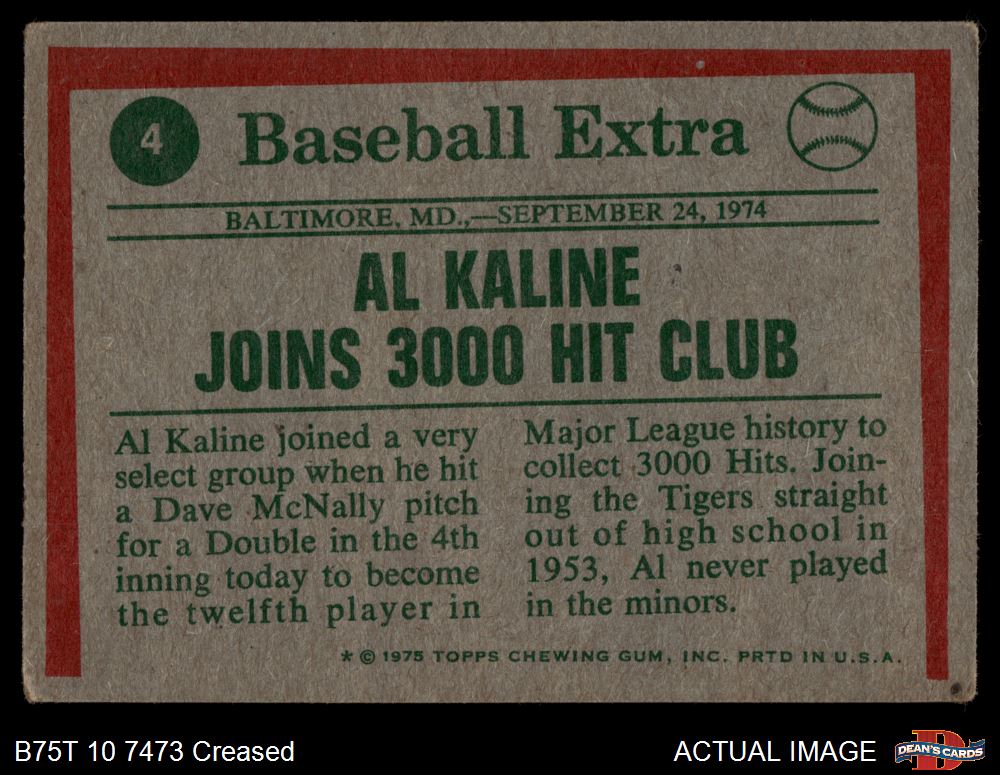 4
Baseball Extra
BALTIMORE, MD.,—SEPTEMBER 24, 1974
AL KALINE
JOINS 3000 HIT CLUB
Al Kaline joined a very
select group when he hit
a Dave McNally pitch
for a Double in the 4th
inning today to become
the twelfth player in
Major League history to
collect 3000 Hits. Join-
ing the Tigers straight
out of high school in
1953, Al never played
in the minors.
* © 1975 TOPPS CHEWING GUM, INC. PRTD IN U.S.A.
B75T 10 7473 Creased
ACTUAL IMAGE
D
DEAN'S CARDS